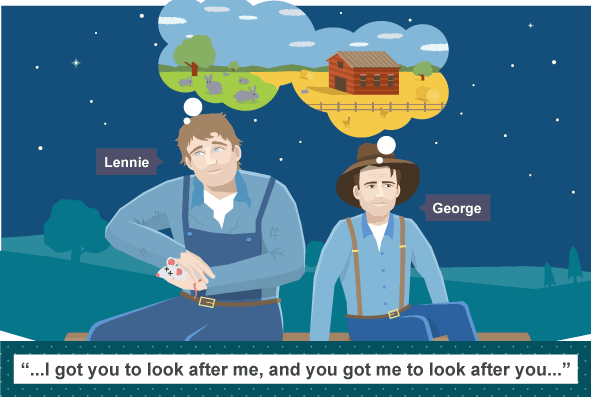 Lennie
George
“...I got you to look after me, and you got me to look after you...”